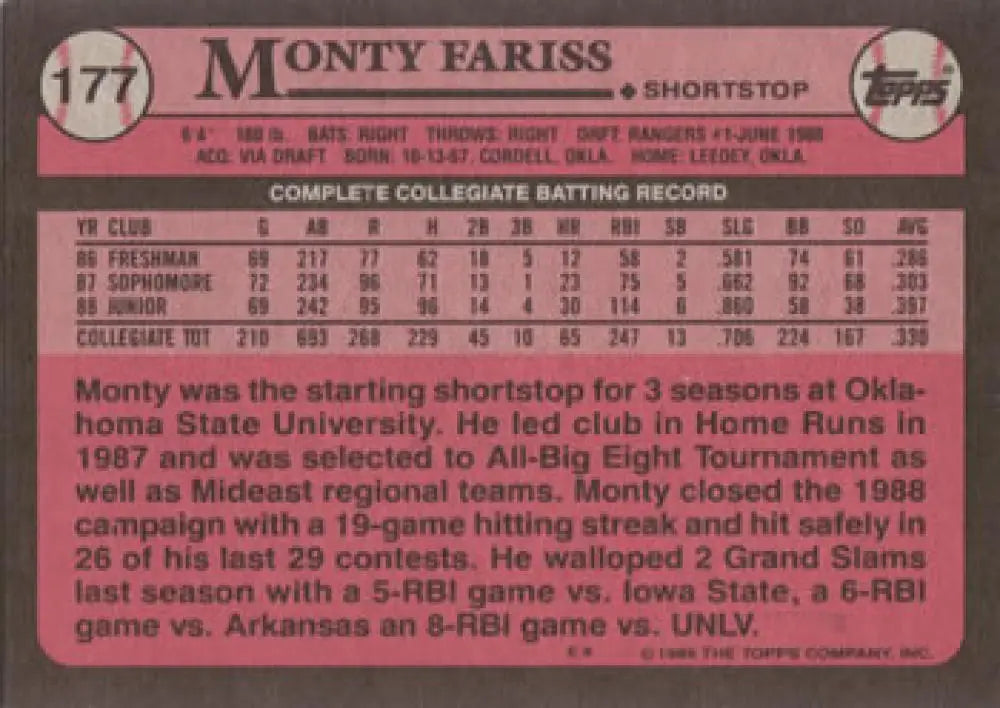 177 MONTY FARISS ◆ SHORTSTOP topps®
6'4" 180 lb. BATS: RIGHT THROWS: RIGHT DRFT: RANGERS #1-JUNE 1988
ACQ: VIA DRAFT BORN: 10-13-67, CORDELL, OKLA. HOME: LEEDEY, OKLA.
COMPLETE COLLEGIATE BATTING RECORD
YR CLUB G AB R H 2B 3B HR RBI SB SLG BB SO AVG
86 FRESHMAN 69 217 77 62 18 5 12 58 2 .581 74 61 .286
87 SOPHOMORE 72 234 96 71 13 1 23 75 5 .662 92 68 .303
88 JUNIOR 69 242 95 96 14 4 30 114 6 .860 58 38 .397
COLLEGIATE TOT 210 693 268 229 45 10 65 247 13 .706 224 167 .330
Monty was the starting shortstop for 3 seasons at Okla-
homa State University. He led club in Home Runs in
1987 and was selected to All-Big Eight Tournament as
well as Mideast regional teams. Monty closed the 1988
campaign with a 19-game hitting streak and hit safely in
26 of his last 29 contests. He walloped 2 Grand Slams
last season with a 5-RBI game vs. Iowa State, a 6-RBI
game vs. Arkansas an 8-RBI game vs. UNLV.
© 1989 THE TOPPS COMPANY, INC.